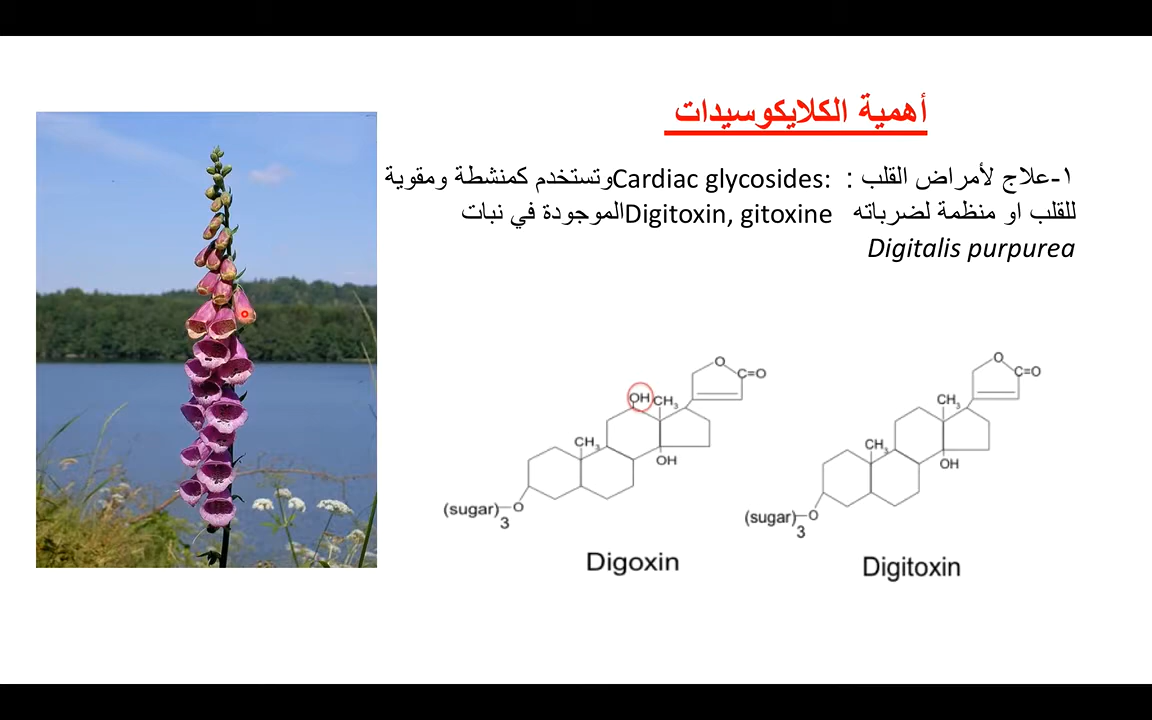 أهمية الكلايكوسيدات
١-علاج لأمراض القلب : Cardiac glycosides: وتستخدم كمنشطة ومقوية
للقلب او منظمة لضرباته Digitoxin, gitoxine الموجودة في نبات
Digitalis purpurea
O
C=O
OH CH3
CH3
OH
(sugar)3-O
Digoxin
O
C=O
CH3
CH3
OH
(sugar)3-O
Digitoxin